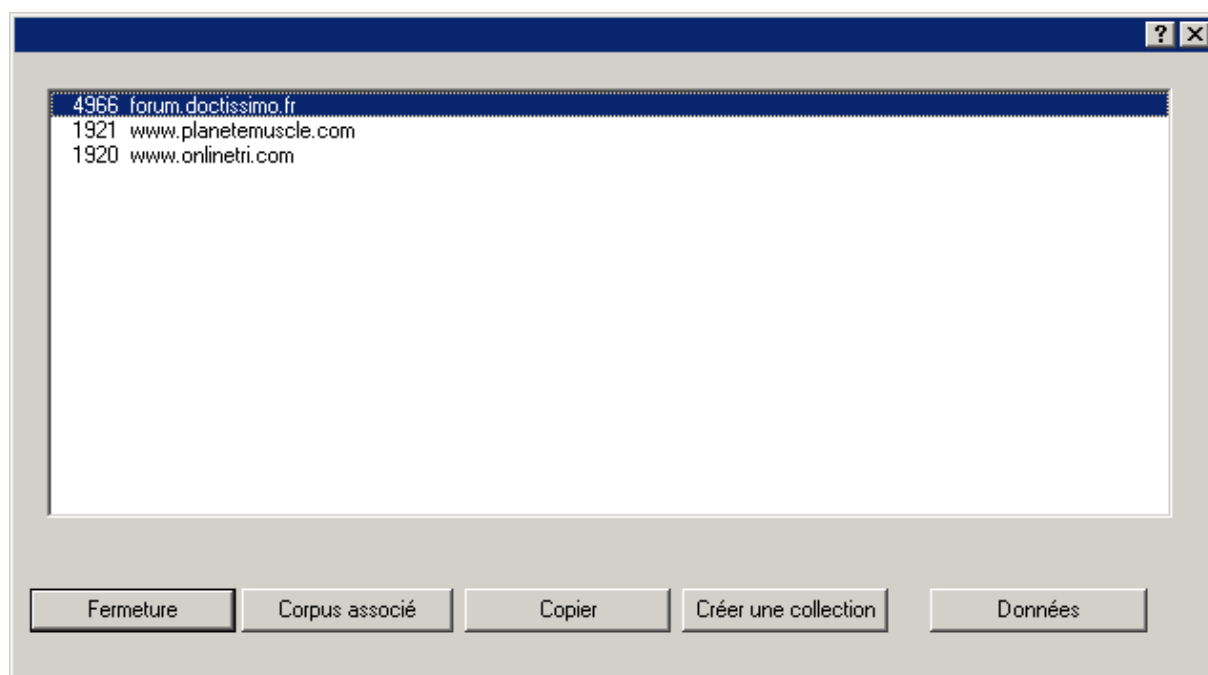 4966 forum.doctissimo.fr
1921 www.planetemuscle.com
1920 www.onlinetri.com
Fermeture Corpus associé Copier Créer une collection Données